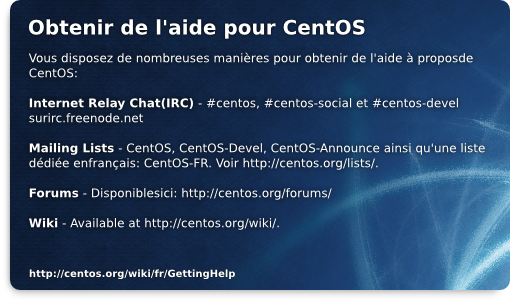 Obtenir de l'aide pour CentOS
Vous disposez de nombreuses manières pour obtenir de l'aide à proposde
CentOS:
Internet Relay Chat(IRC) - #centos, #centos-social et #centos-devel
surirc.freenode.net
Mailing Lists - CentOS, CentOS-Devel, CentOS-Announce ainsi qu'une liste
dédiée enfrançais: CentOS-FR. Voir http://centos.org/lists/.
Forums - Disponiblesici: http://centos.org/forums/
Wiki - Available at http://centos.org/wiki/.
http://centos.org/wiki/fr/GettingHelp